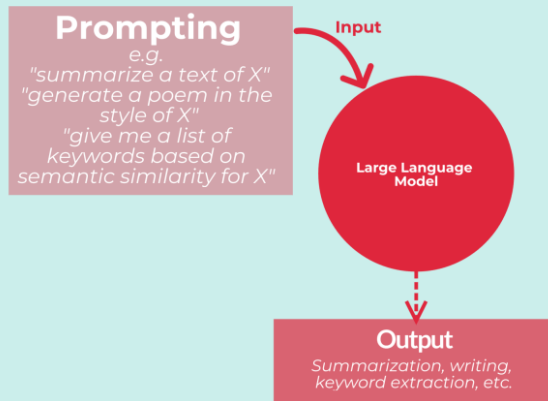 Prompting
e.g.
"summarize a text of X"
"generate a poem in the
style of X"
"give me a list of
keywords based on
semantic similarity for X"
Input
Large Language
Model
Output
Summarization, writing,
keyword extraction, etc.